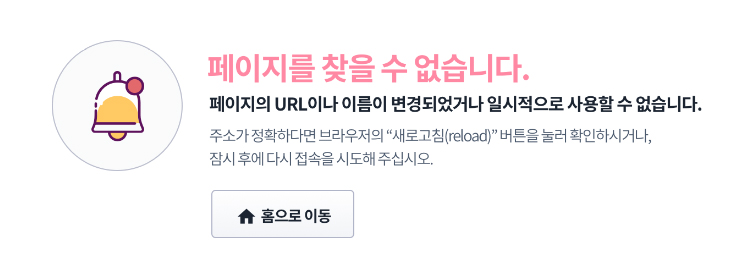 페이지를 찾을 수 없습니다.
페이지의 URL이나 이름이 변경되었거나 일시적으로 사용할 수 없습니다.
주소가 정확하다면 브라우저의 “새로고침(reload)” 버튼을 눌러 확인하시거나,
잠시 후에 다시 접속을 시도해 주십시오.
홈으로 이동